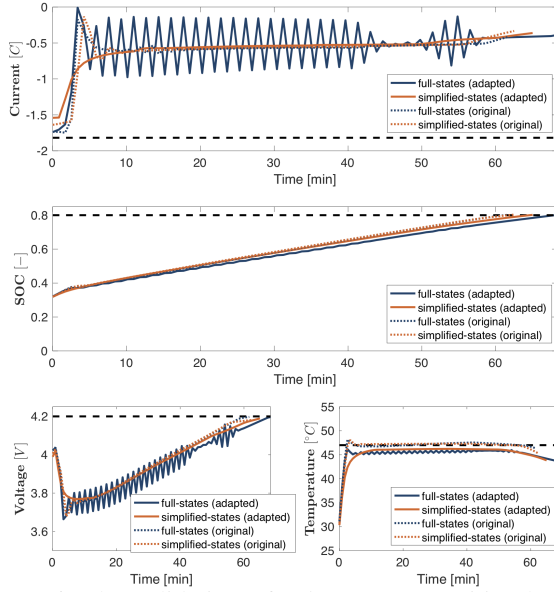 0
-0.5
-1
-1.5
-2
Current [C]
full-states (adapted)
simplified-states (adapted)
full-states (original)
simplified-states (original)
0 10 20 30 40 50 60
Time [min]
0.8
0.6
0.4
0.2
0
SOC [−]
full-states (adapted)
simplified-states (adapted)
full-states (original)
simplified-states (original)
0 10 20 30 40 50 60
Time [min]
4.2
4
3.8
3.6
Voltage [V]
full-states (adapted)
simplified-states (adapted)
full-states (original)
simplified-states (original)
0 20 40 60
Time [min]
55
50
45
40
35
30
25
Temperature [°C]
full-states (adapted)
simplified-states (adapted)
full-states (original)
simplified-states (original)
0 20 40 60
Time [min]